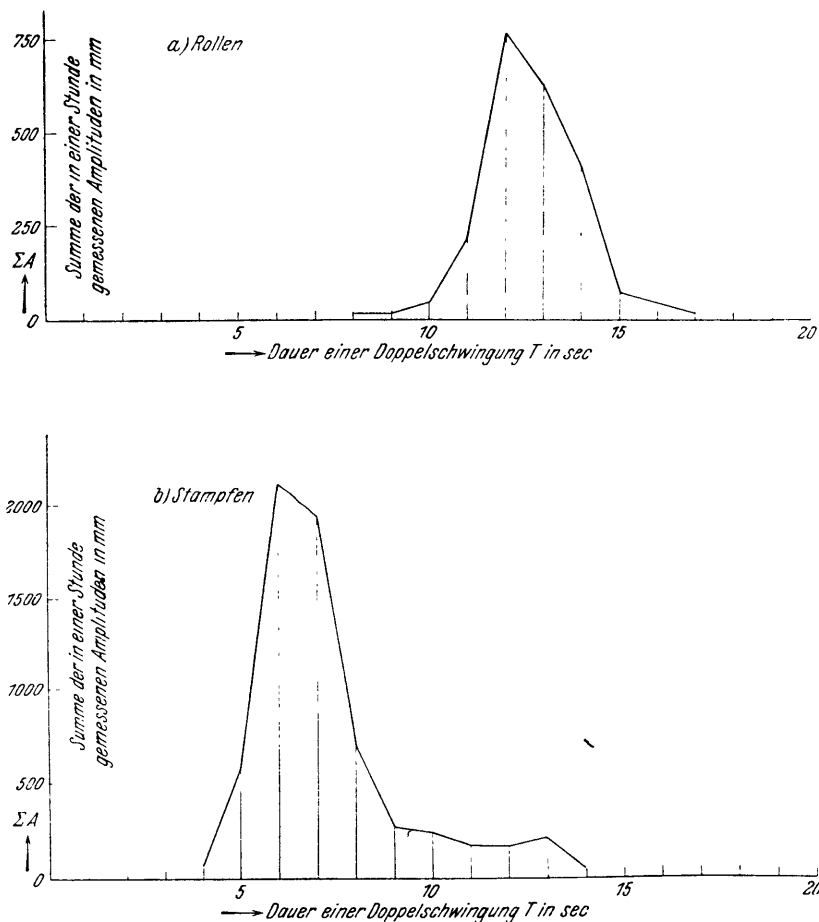 a) Rollen
Summe der in einer Stunde
gemessenen Amplituden in mm
750
500
250
ΣA
0
5
10
15
20
Dauer einer Doppelschwingung T in sec
b) Stampfen
Summe der in einer Stunde
gemessenen Amplituden in mm
2000
1500
1000
500
ΣA
0
5
10
15
20
Dauer einer Doppelschwingung T in sec